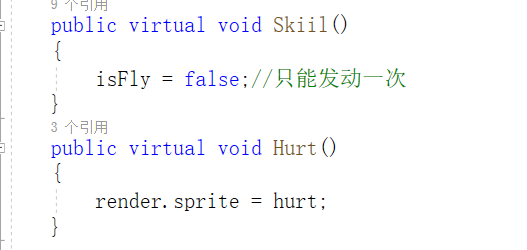 9 个引用
public virtual void Skiil()
{
isFly = false;//只能发动一次
}
3 个引用
public virtual void Hurt()
{
render.sprite = hurt;
}